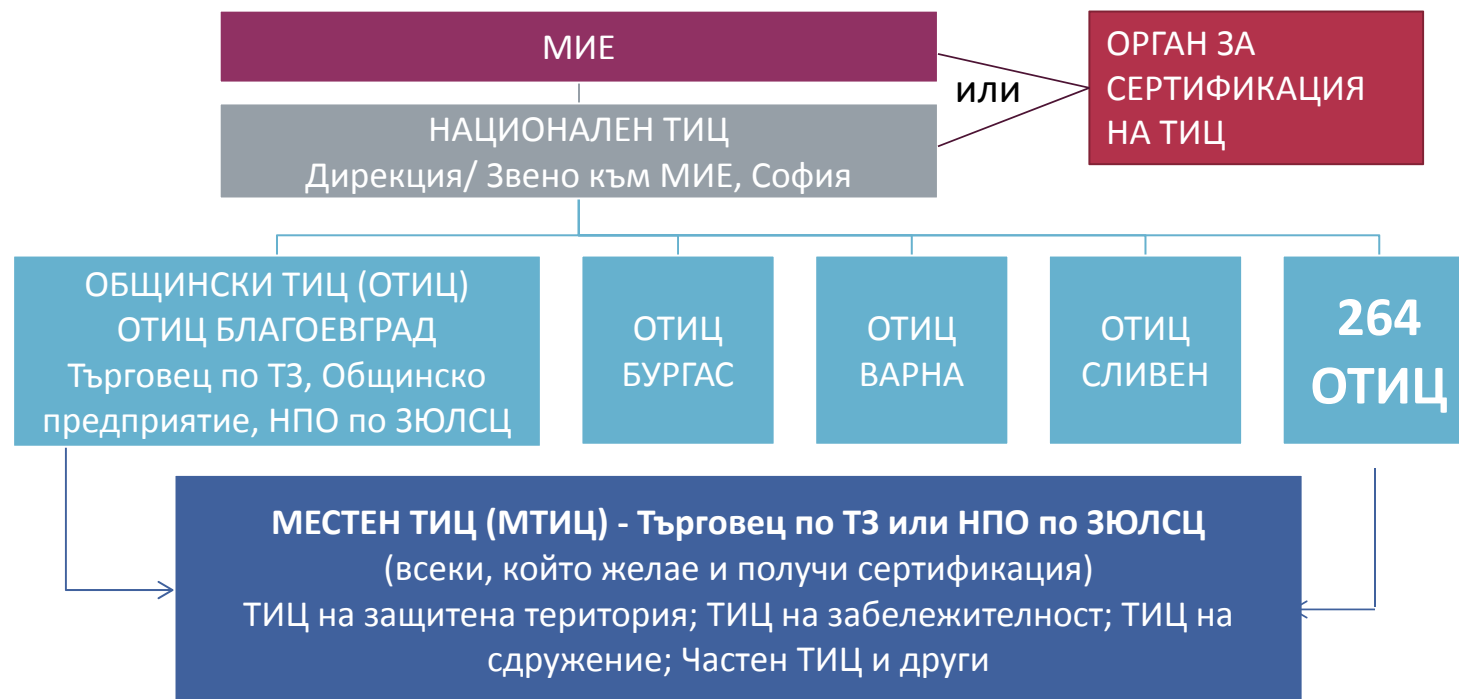 МИЕ
ОРГАН ЗА
СЕРТИФИКАЦИЯ
НА ТИЦ
или
НАЦИОНАЛЕН ТИЦ
Дирекция/ Звено към МИЕ, София
ОБЩИНСКИ ТИЦ (ОТИЦ)
ОТИЦ БЛАГОЕВГРАД
Търговец по ТЗ, Общинско
предприятие, НПО по ЗЮЛСЦ
ОТИЦ
БУРГАС
ОТИЦ
ВАРНА
ОТИЦ
СЛИВЕН
264
ОТИЦ
МЕСТЕН ТИЦ (МТИЦ) - Търговец по ТЗ или НПО по ЗЮЛСЦ
(всеки, който желае и получи сертификация)
ТИЦ на защитена територия; ТИЦ на забележителност; ТИЦ на
сдружение; Частен ТИЦ и други